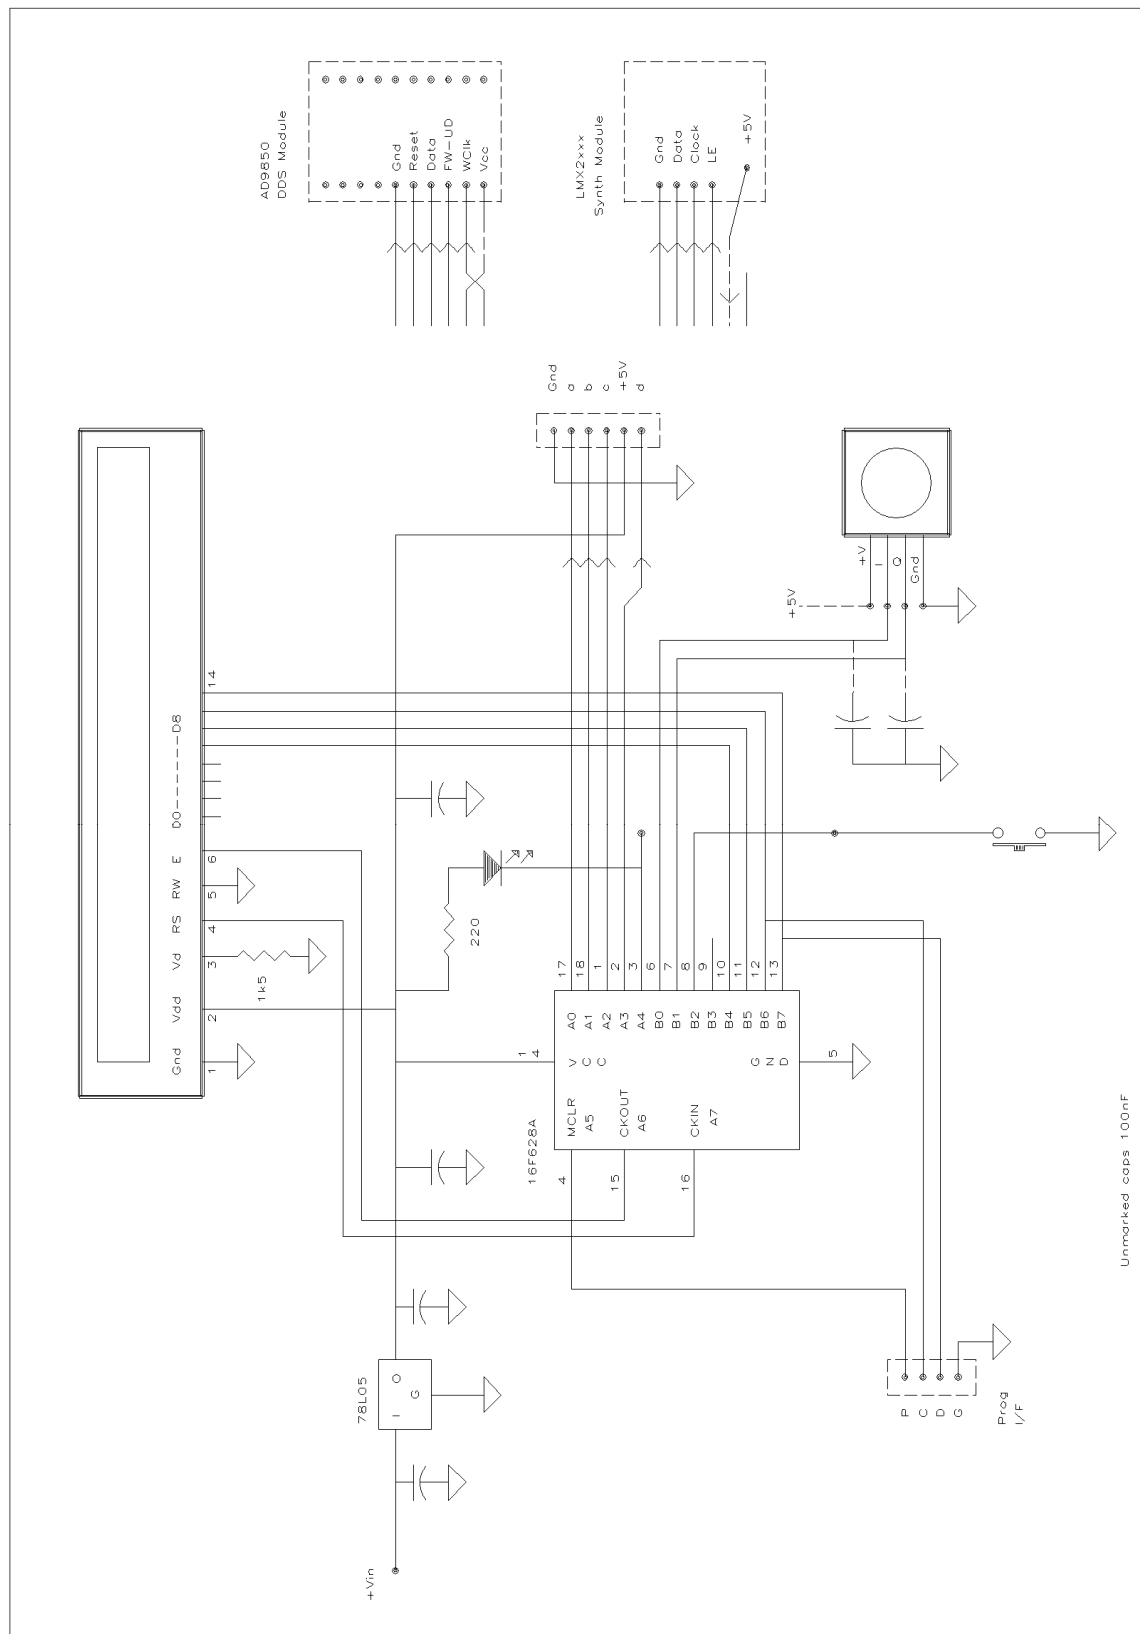 AD9850
DDS Module
Gnd
Reset
Data
FW-UD
WClk
Vcc
LMX2xxx
Synth Module
Gnd
Data
Clock
LE
+5V
Gnd
a
b
c
+5V
d
Gnd
Vdd
Vd
RS
RW
E
D0-------D8
1
2
3
4
5
6
14
1k5
220
+5V
+V
I
Q
Gnd
16F628A
MCLR
A5
CKOUT
A6
CKIN
A7
4
15
16
VCC
14
GND
5
A0
A1
A2
A3
A4
B0
B1
B2
B3
B4
B5
B6
B7
17
18
1
2
3
6
7
8
9
10
11
12
13
78L05
I
O
G
+Vin
P
C
D
G
Prog
I/F
Unmarked caps 100nF